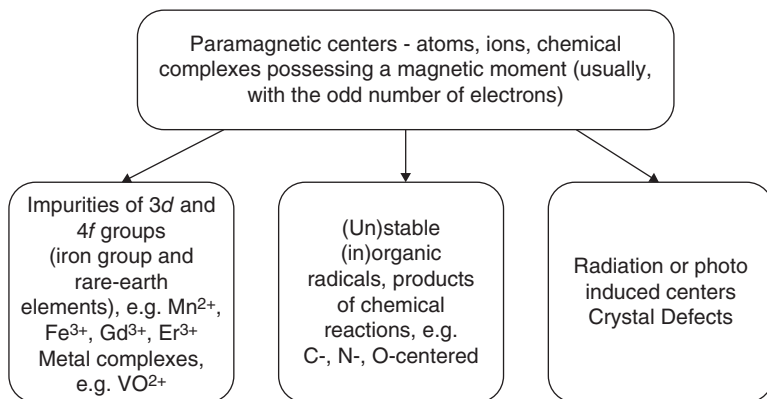 Paramagnetic centers - atoms, ions, chemical
complexes possessing a magnetic moment (usually,
with the odd number of electrons)
Impurities of 3d and
4f groups
(iron group and
rare-earth
elements), e.g. Mn²⁺,
Fe³⁺, Gd³⁺, Er³⁺
Metal complexes,
e.g. VO²⁺
(Un)stable
(in)organic
radicals, products
of chemical
reactions, e.g.
C-, N-, O-centered
Radiation or photo
induced centers
Crystal Defects